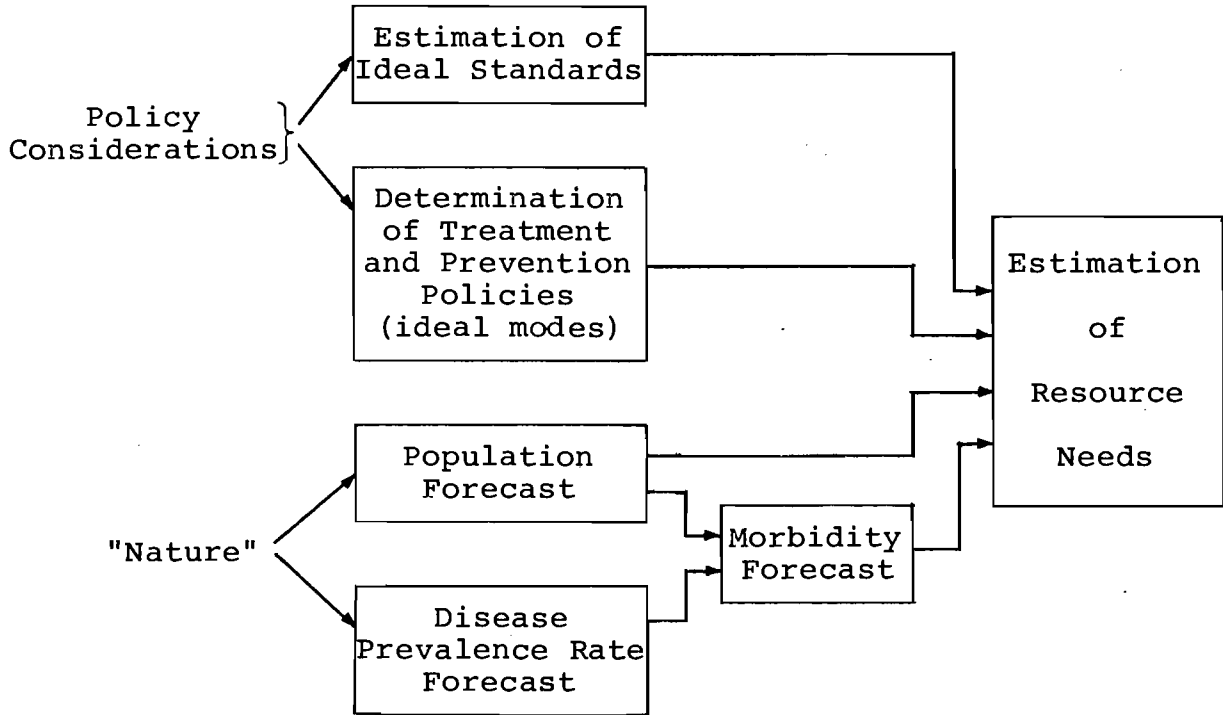 Estimation of
Ideal Standards
Policy
Considerations
Determination
of Treatment
and Prevention
Policies
(ideal modes)
Estimation
of
Resource
Needs
Population
Forecast
"Nature"
Morbidity
Forecast
Disease
Prevalence Rate
Forecast